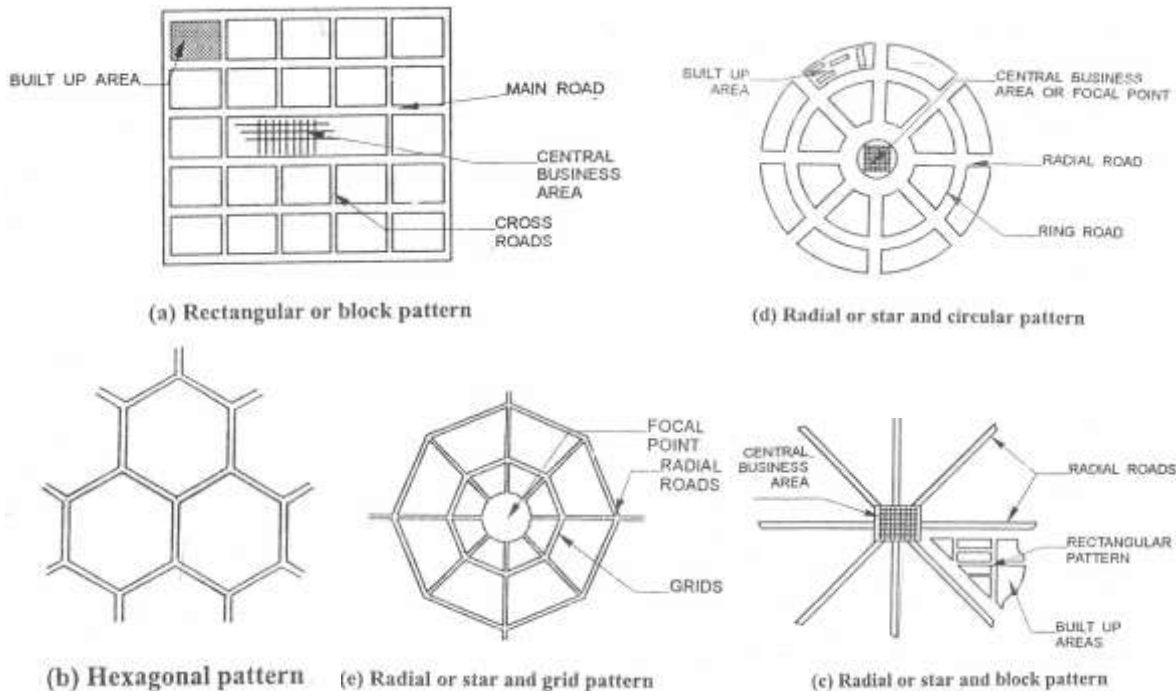 BUILT UP AREA
MAIN ROAD
CENTRAL
BUSINESS
AREA
CROSS
ROADS
(a) Rectangular or block pattern
BUILT UP
AREA
CENTRAL BUSINESS
AREA OR FOCAL POINT
RADIAL ROAD
RING ROAD
(d) Radial or star and circular pattern
(b) Hexagonal pattern
FOCAL
POINT
RADIAL
ROADS
GRIDS
(e) Radial or star and grid pattern
CENTRAL
BUSINESS
AREA
RADIAL ROADS
RECTANGULAR
PATTERN
BUILT UP
AREAS
(c) Radial or star and block pattern